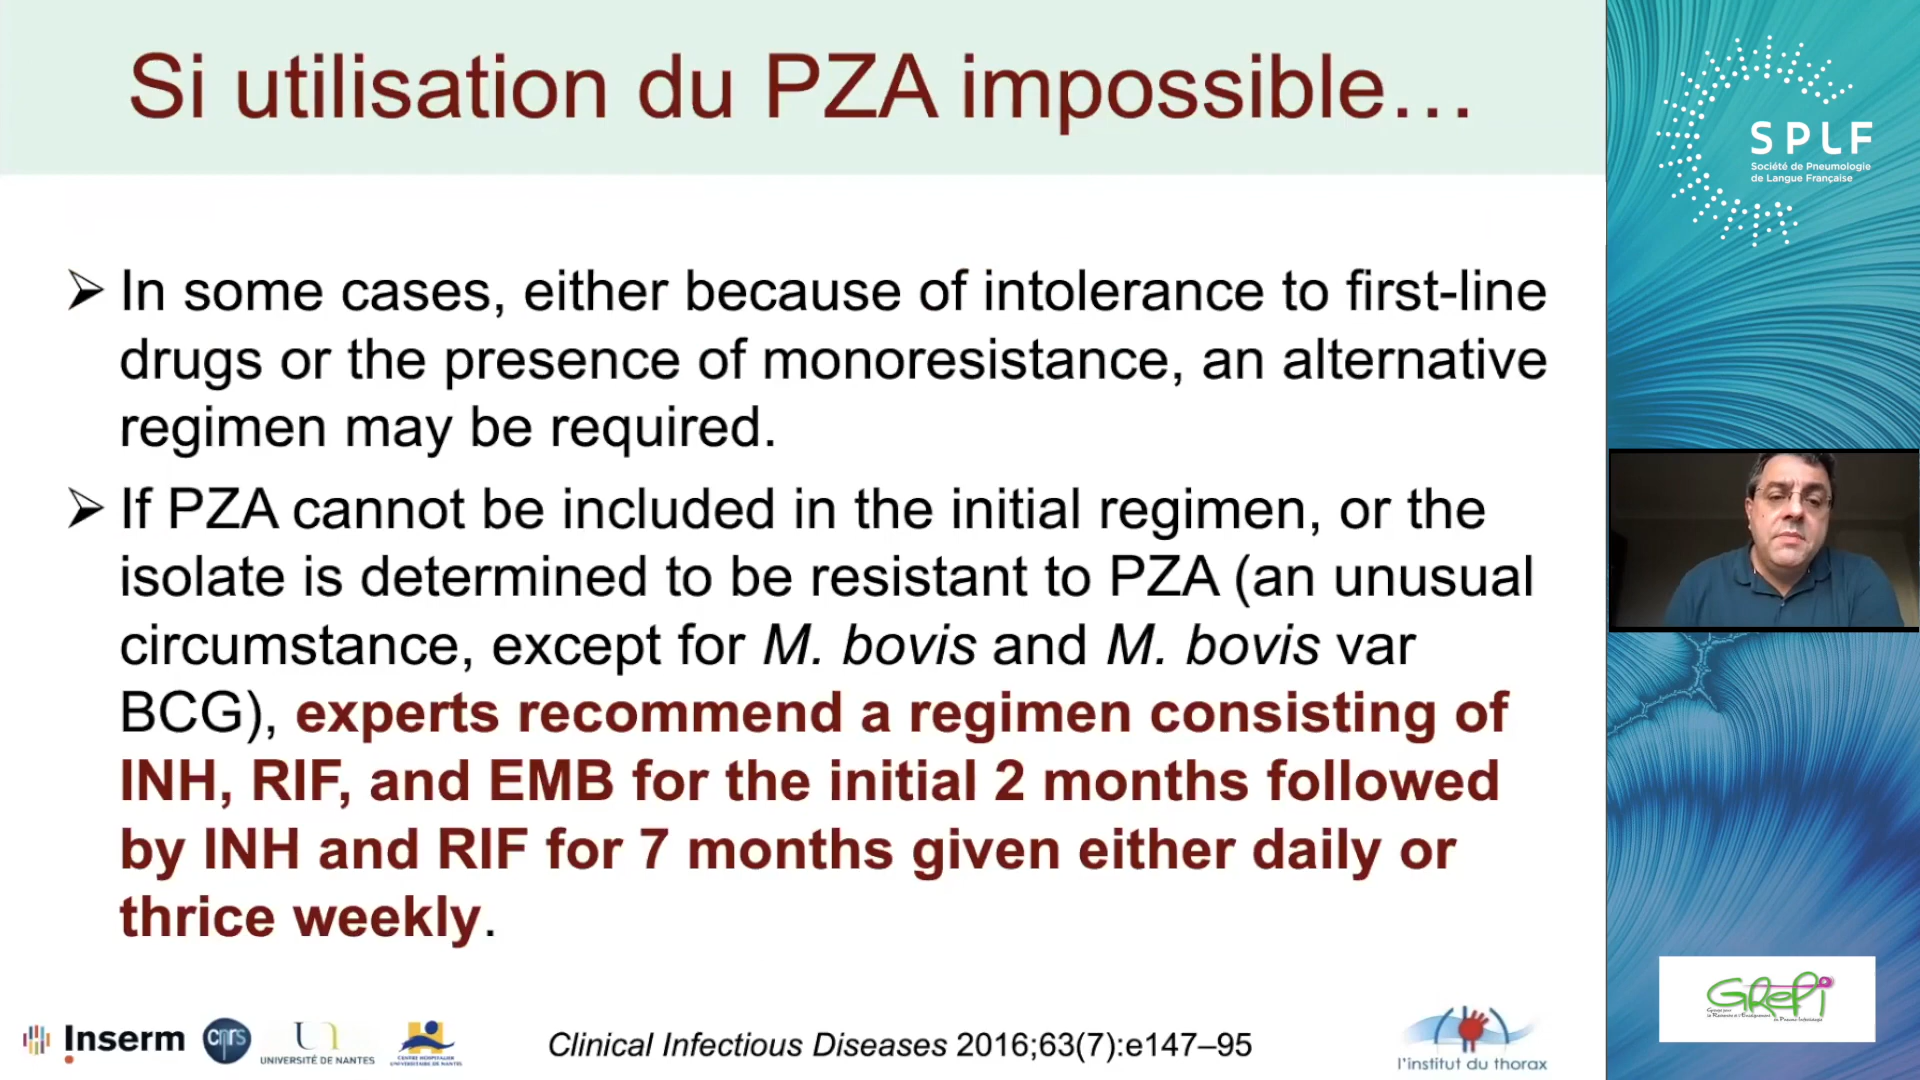 Si utilisation du PZA impossible…
➢ In some cases, either because of intolerance to first-line
drugs or the presence of monoresistance, an alternative
regimen may be required.
➢ If PZA cannot be included in the initial regimen, or the
isolate is determined to be resistant to PZA (an unusual
circumstance, except for M. bovis and M. bovis var
BCG), experts recommend a regimen consisting of
INH, RIF, and EMB for the initial 2 months followed
by INH and RIF for 7 months given either daily or
thrice weekly.
Inserm
cnrs
UNIVERSITÉ DE NANTES
CENTRE HOSPITALIER
UNIVERSITAIRE DE NANTES
Clinical Infectious Diseases 2016;63(7):e147–95
l'institut du thorax
SPLF
Société de Pneumologie
de Langue Française
GREPI